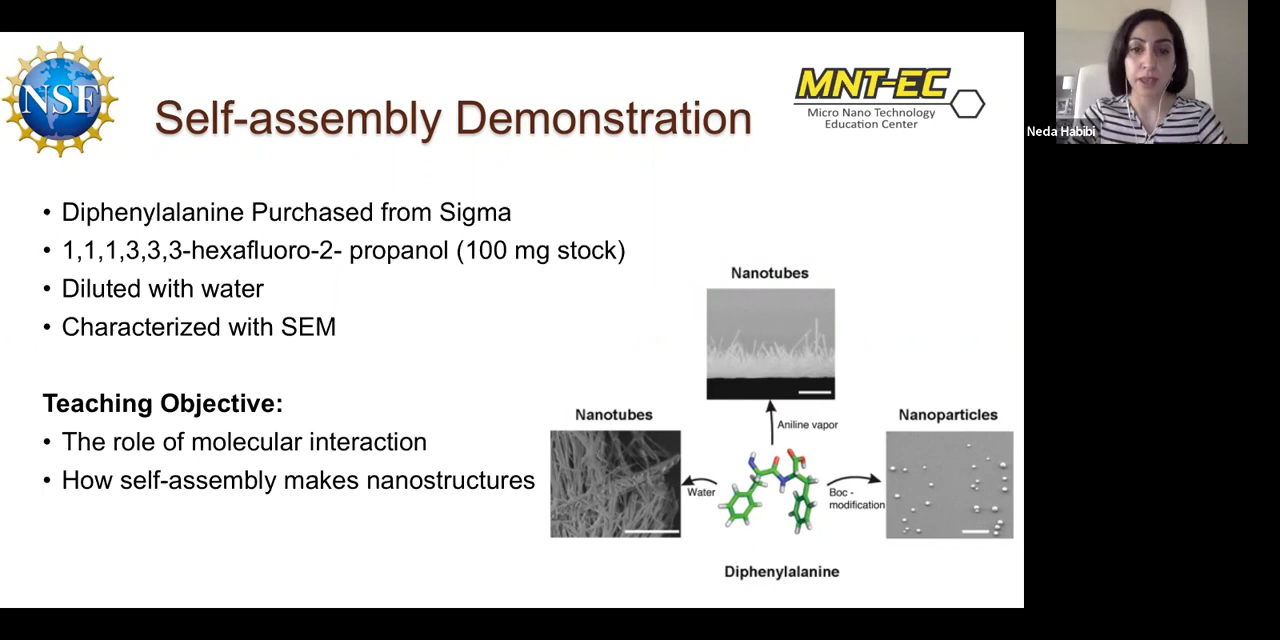 NSF
Self-assembly Demonstration
MNT-EC
Micro Nano Technology
Education Center
Neda Habibi
• Diphenylalanine Purchased from Sigma
• 1,1,1,3,3,3-hexafluoro-2- propanol (100 mg stock)
• Diluted with water
• Characterized with SEM
Teaching Objective:
• The role of molecular interaction
• How self-assembly makes nanostructures
Nanotubes
Aniline vapor
Nanotubes
Water
Nanoparticles
Boc -
modification
Diphenylalanine